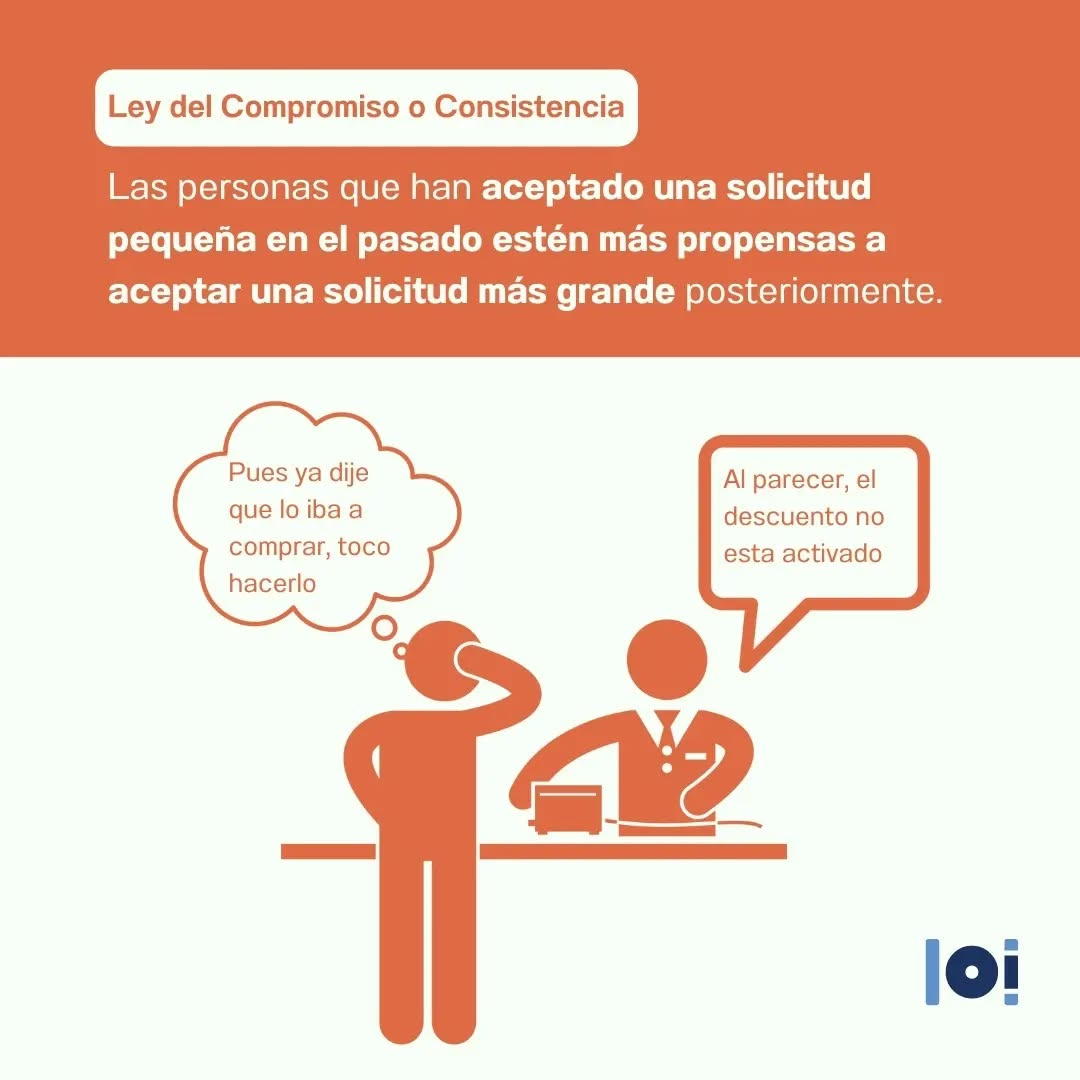 Ley del Compromiso o Consistencia
Las personas que han aceptado una solicitud
pequeña en el pasado estén más propensas a
aceptar una solicitud más grande posteriormente.
Pues ya dije
que lo iba a
comprar, toco
hacerlo
Al parecer, el
descuento no
esta activado